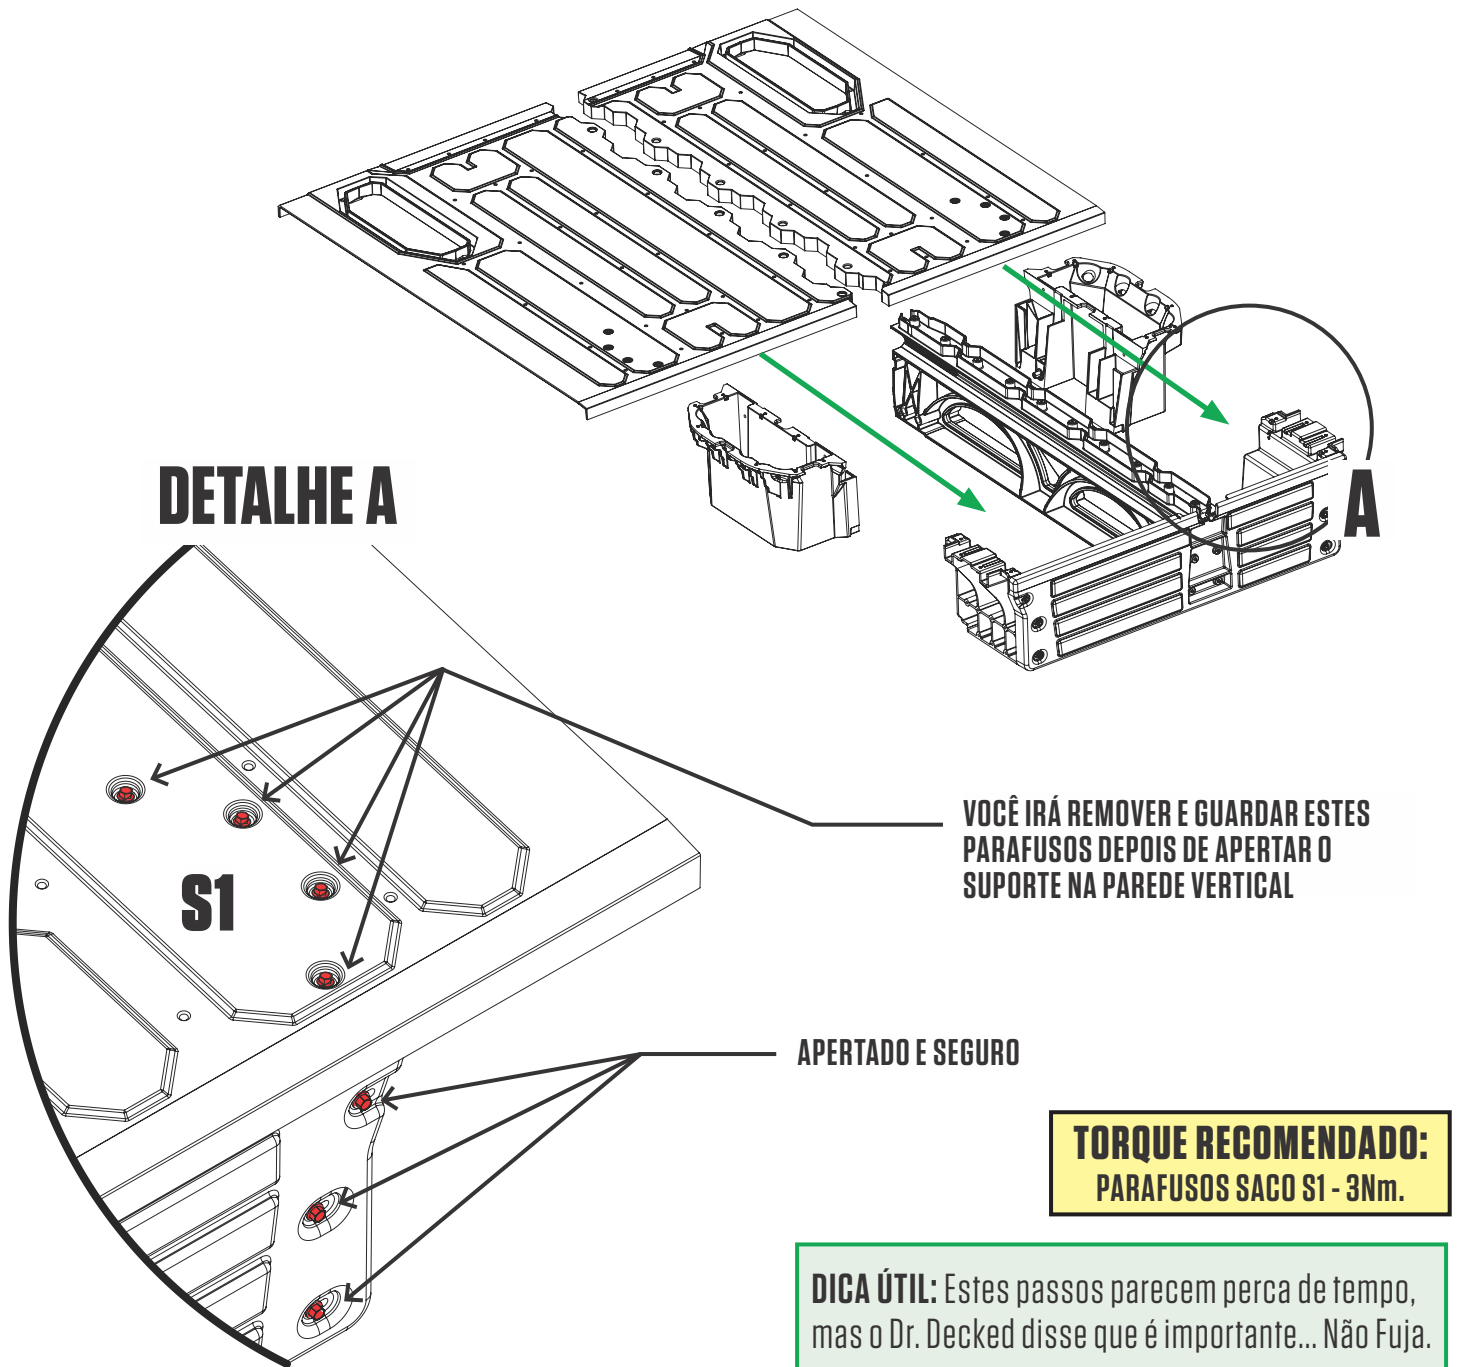 DETALHE A
A
VOCÊ IRÁ REMOVER E GUARDAR ESTES
PARAFUSOS DEPOIS DE APERTAR O
SUPORTE NA PAREDE VERTICAL
S1
APERTADO E SEGURO
TORQUE RECOMENDADO:
PARAFUSOS SACO S1 - 3Nm.
DICA ÚTIL: Estes passos parecem perca de tempo,
mas o Dr. Decked disse que é importante... Não Fuja.